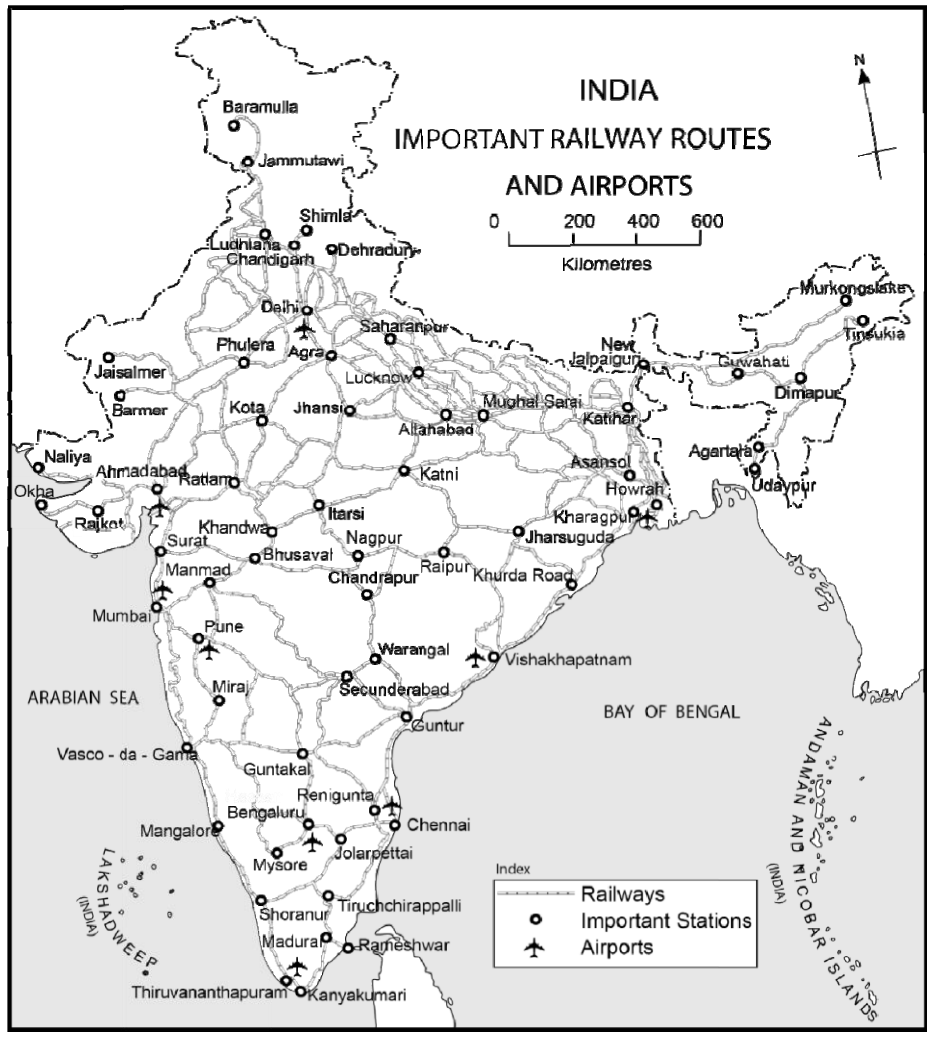 INDIA
IMPORTANT RAILWAY ROUTES
AND AIRPORTS
N
0 200 400 600
Kilometres
Baramulla
Jammutawi
Shimla
Ludhiana
Chandigarh
Dehradun
Delhi
Saharanpur
Murkongslake
Tinsukia
Phulera
Agra
New
Jalpaiguri
Guwahati
Jaisalmer
Lucknow
Dimapur
Barmer
Kota
Jhansi
Mughal Sarai
Allahabad
Katihar
Naliya
Ahmadabad
Ratlam
Katni
Asansol
Agartala
Okha
Howrah
Udaypur
Rajkot
Itarsi
Kharagpur
Khandwa
Jharsuguda
Surat
Bhusaval
Nagpur
Raipur
Manmad
Chandrapur
Khurda Road
Mumbai
Pune
Warangal
Vishakhapatnam
ARABIAN SEA
Miraj
Secunderabad
BAY OF BENGAL
Guntur
Vasco - da - Gama
Guntakal
Renigunta
Bengaluru
Chennai
Mangalore
Mysore
Jolarpettai
LAKSHADWEEP
(INDIA)
Shoranur
Tiruchchirappalli
Madurai
Rameshwar
Thiruvananthapuram
Kanyakumari
ANDAMAN AND NICOBAR ISLANDS
(INDIA)
Index
Railways
Important Stations
Airports